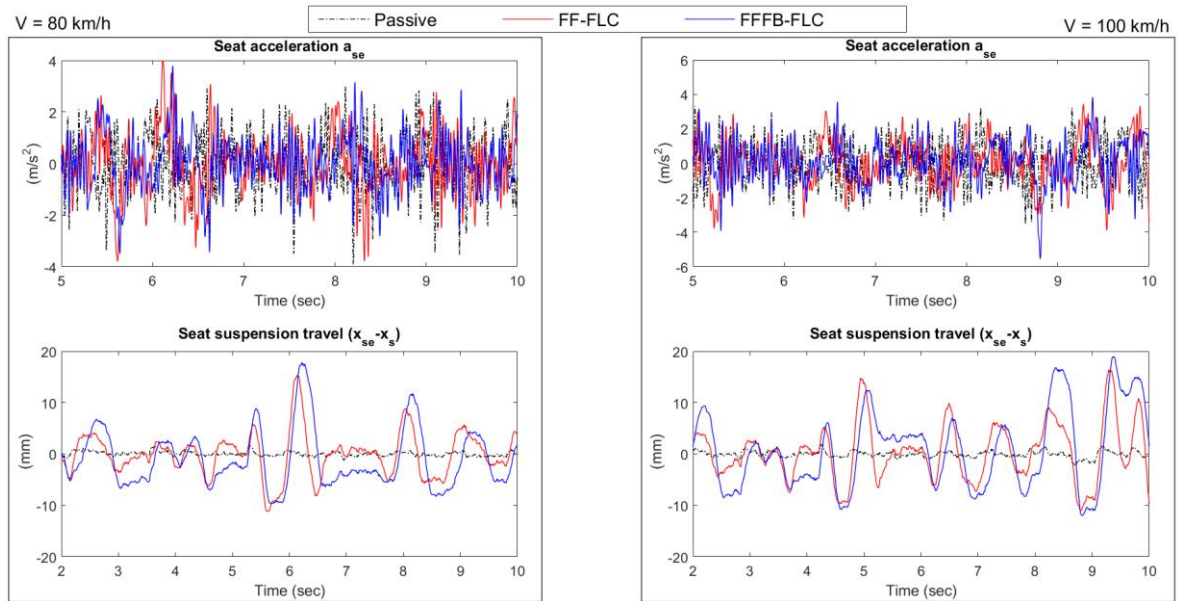 V = 80 km/h
Passive FF-FLC FFFB-FLC
V = 100 km/h
Seat acceleration a_se
4
2
0
-2
-4
(m/s²)
5 6 7 8 9 10
Time (sec)
Seat suspension travel (x_se-x_s)
20
10
0
-10
-20
(mm)
2 3 4 5 6 7 8 9 10
Time (sec)
Seat acceleration a_se
6
4
2
0
-2
-4
-6
(m/s²)
5 6 7 8 9 10
Time (sec)
Seat suspension travel (x_se-x_s)
20
10
0
-10
-20
(mm)
2 3 4 5 6 7 8 9 10
Time (sec)